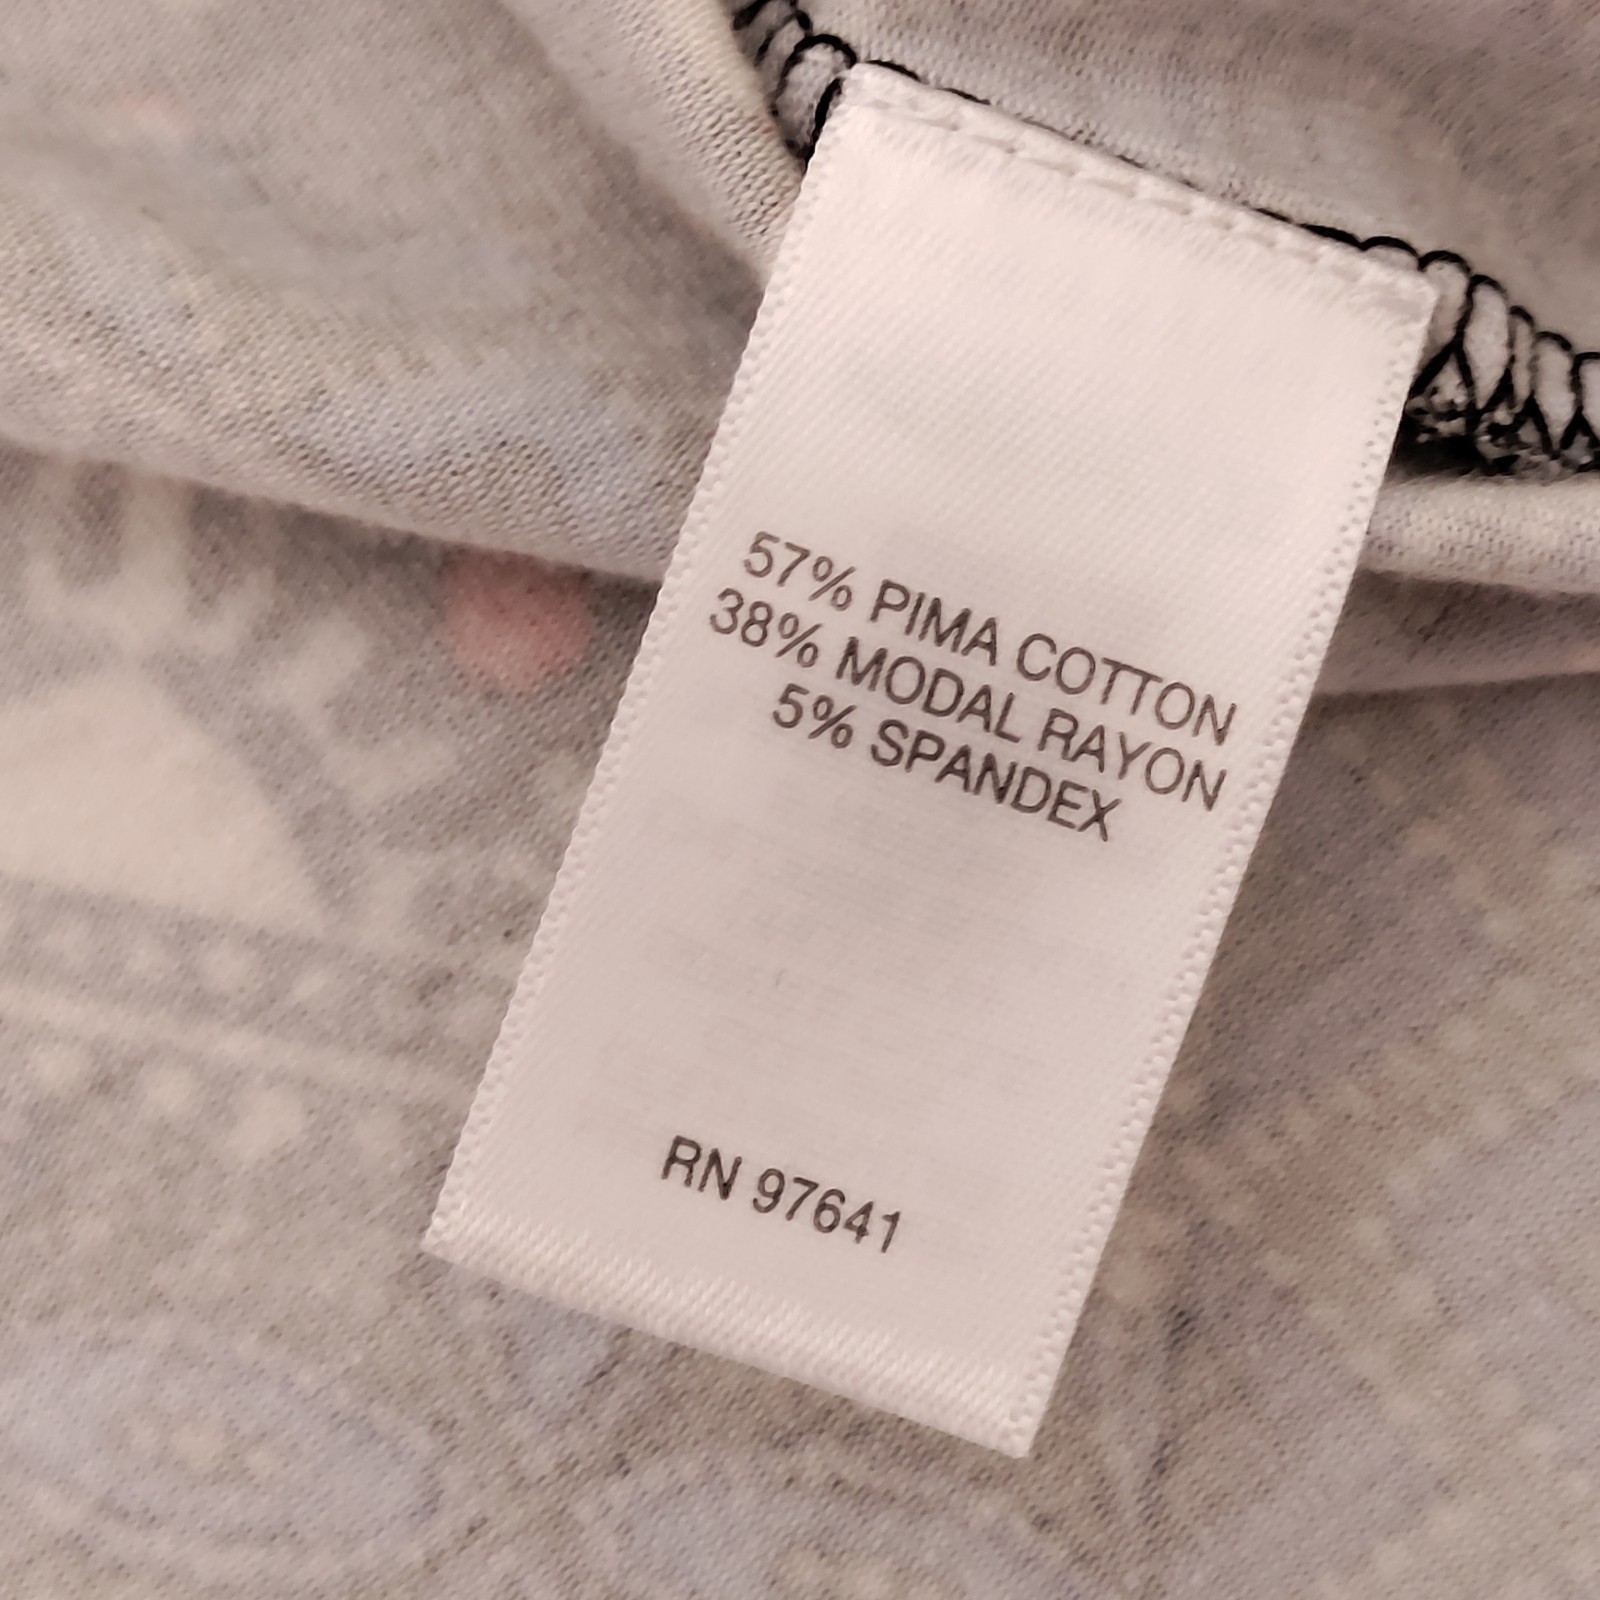 57% PIMA COTTON
38% MODAL RAYON
5% SPANDEX
RN 97641